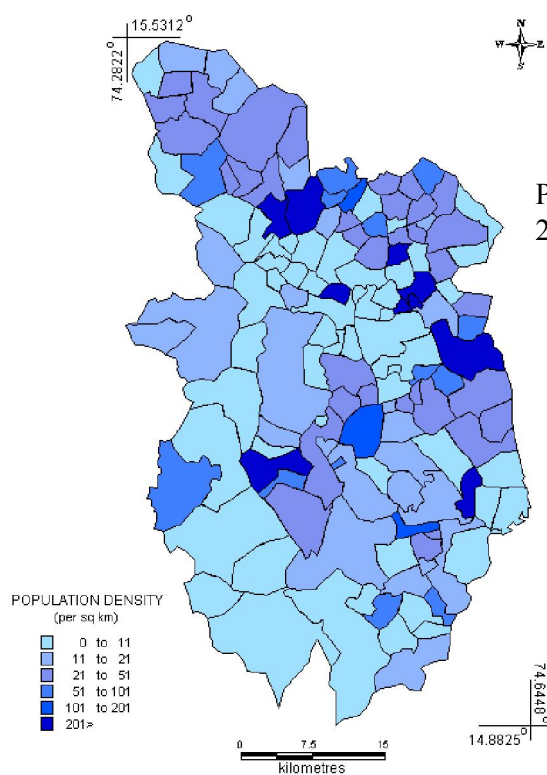 15.5312°
74.2822°
N
W E
S
P
2
POPULATION DENSITY
(per sq km)
0 to 11
11 to 21
21 to 51
51 to 101
101 to 201
201>
0 7.5 15
kilometres
74.6448°
14.8825°